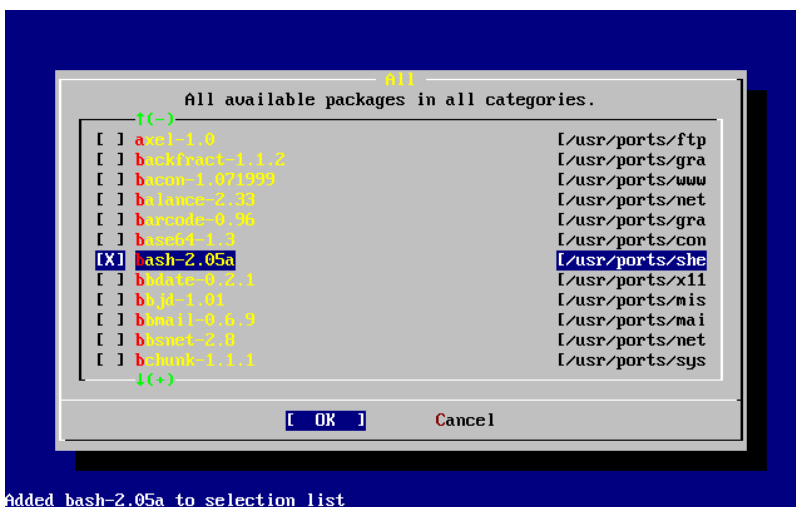 All
All available packages in all categories.
↑(-)
[ ] axel-1.0 [/usr/ports/ftp
[ ] backfract-1.1.2 [/usr/ports/gra
[ ] bacon-1.071999 [/usr/ports/www
[ ] balance-2.33 [/usr/ports/net
[ ] barcode-0.96 [/usr/ports/gra
[ ] base64-1.3 [/usr/ports/con
[X] bash-2.05a [/usr/ports/she
[ ] bbdate-0.2.1 [/usr/ports/x11
[ ] bbjd-1.01 [/usr/ports/mis
[ ] bbmail-0.6.9 [/usr/ports/mai
[ ] bbsnet-2.8 [/usr/ports/net
[ ] bchunk-1.1.1 [/usr/ports/sys
↓(+)
[ OK ] Cancel
Added bash-2.05a to selection list